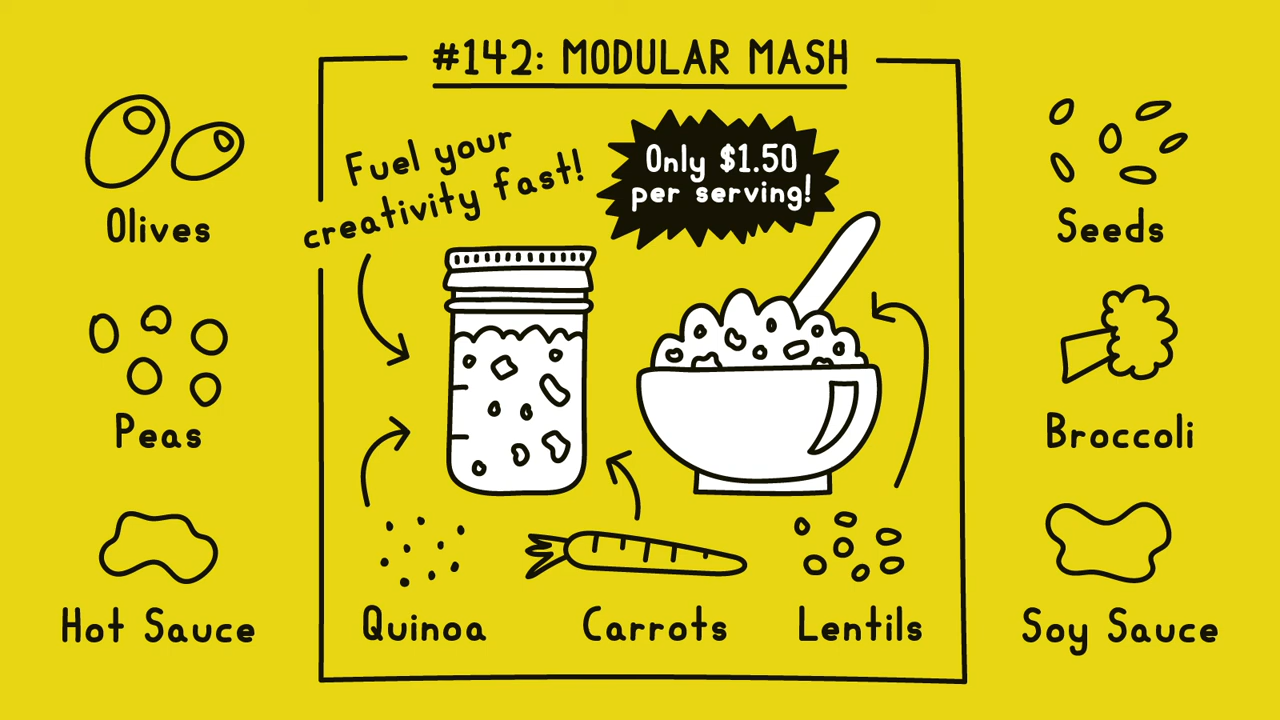 #142: MODULAR MASH
Fuel your
creativity fast!
Only $1.50
per serving!
Olives
Seeds
Peas
Broccoli
Hot Sauce
Quinoa
Carrots
Lentils
Soy Sauce